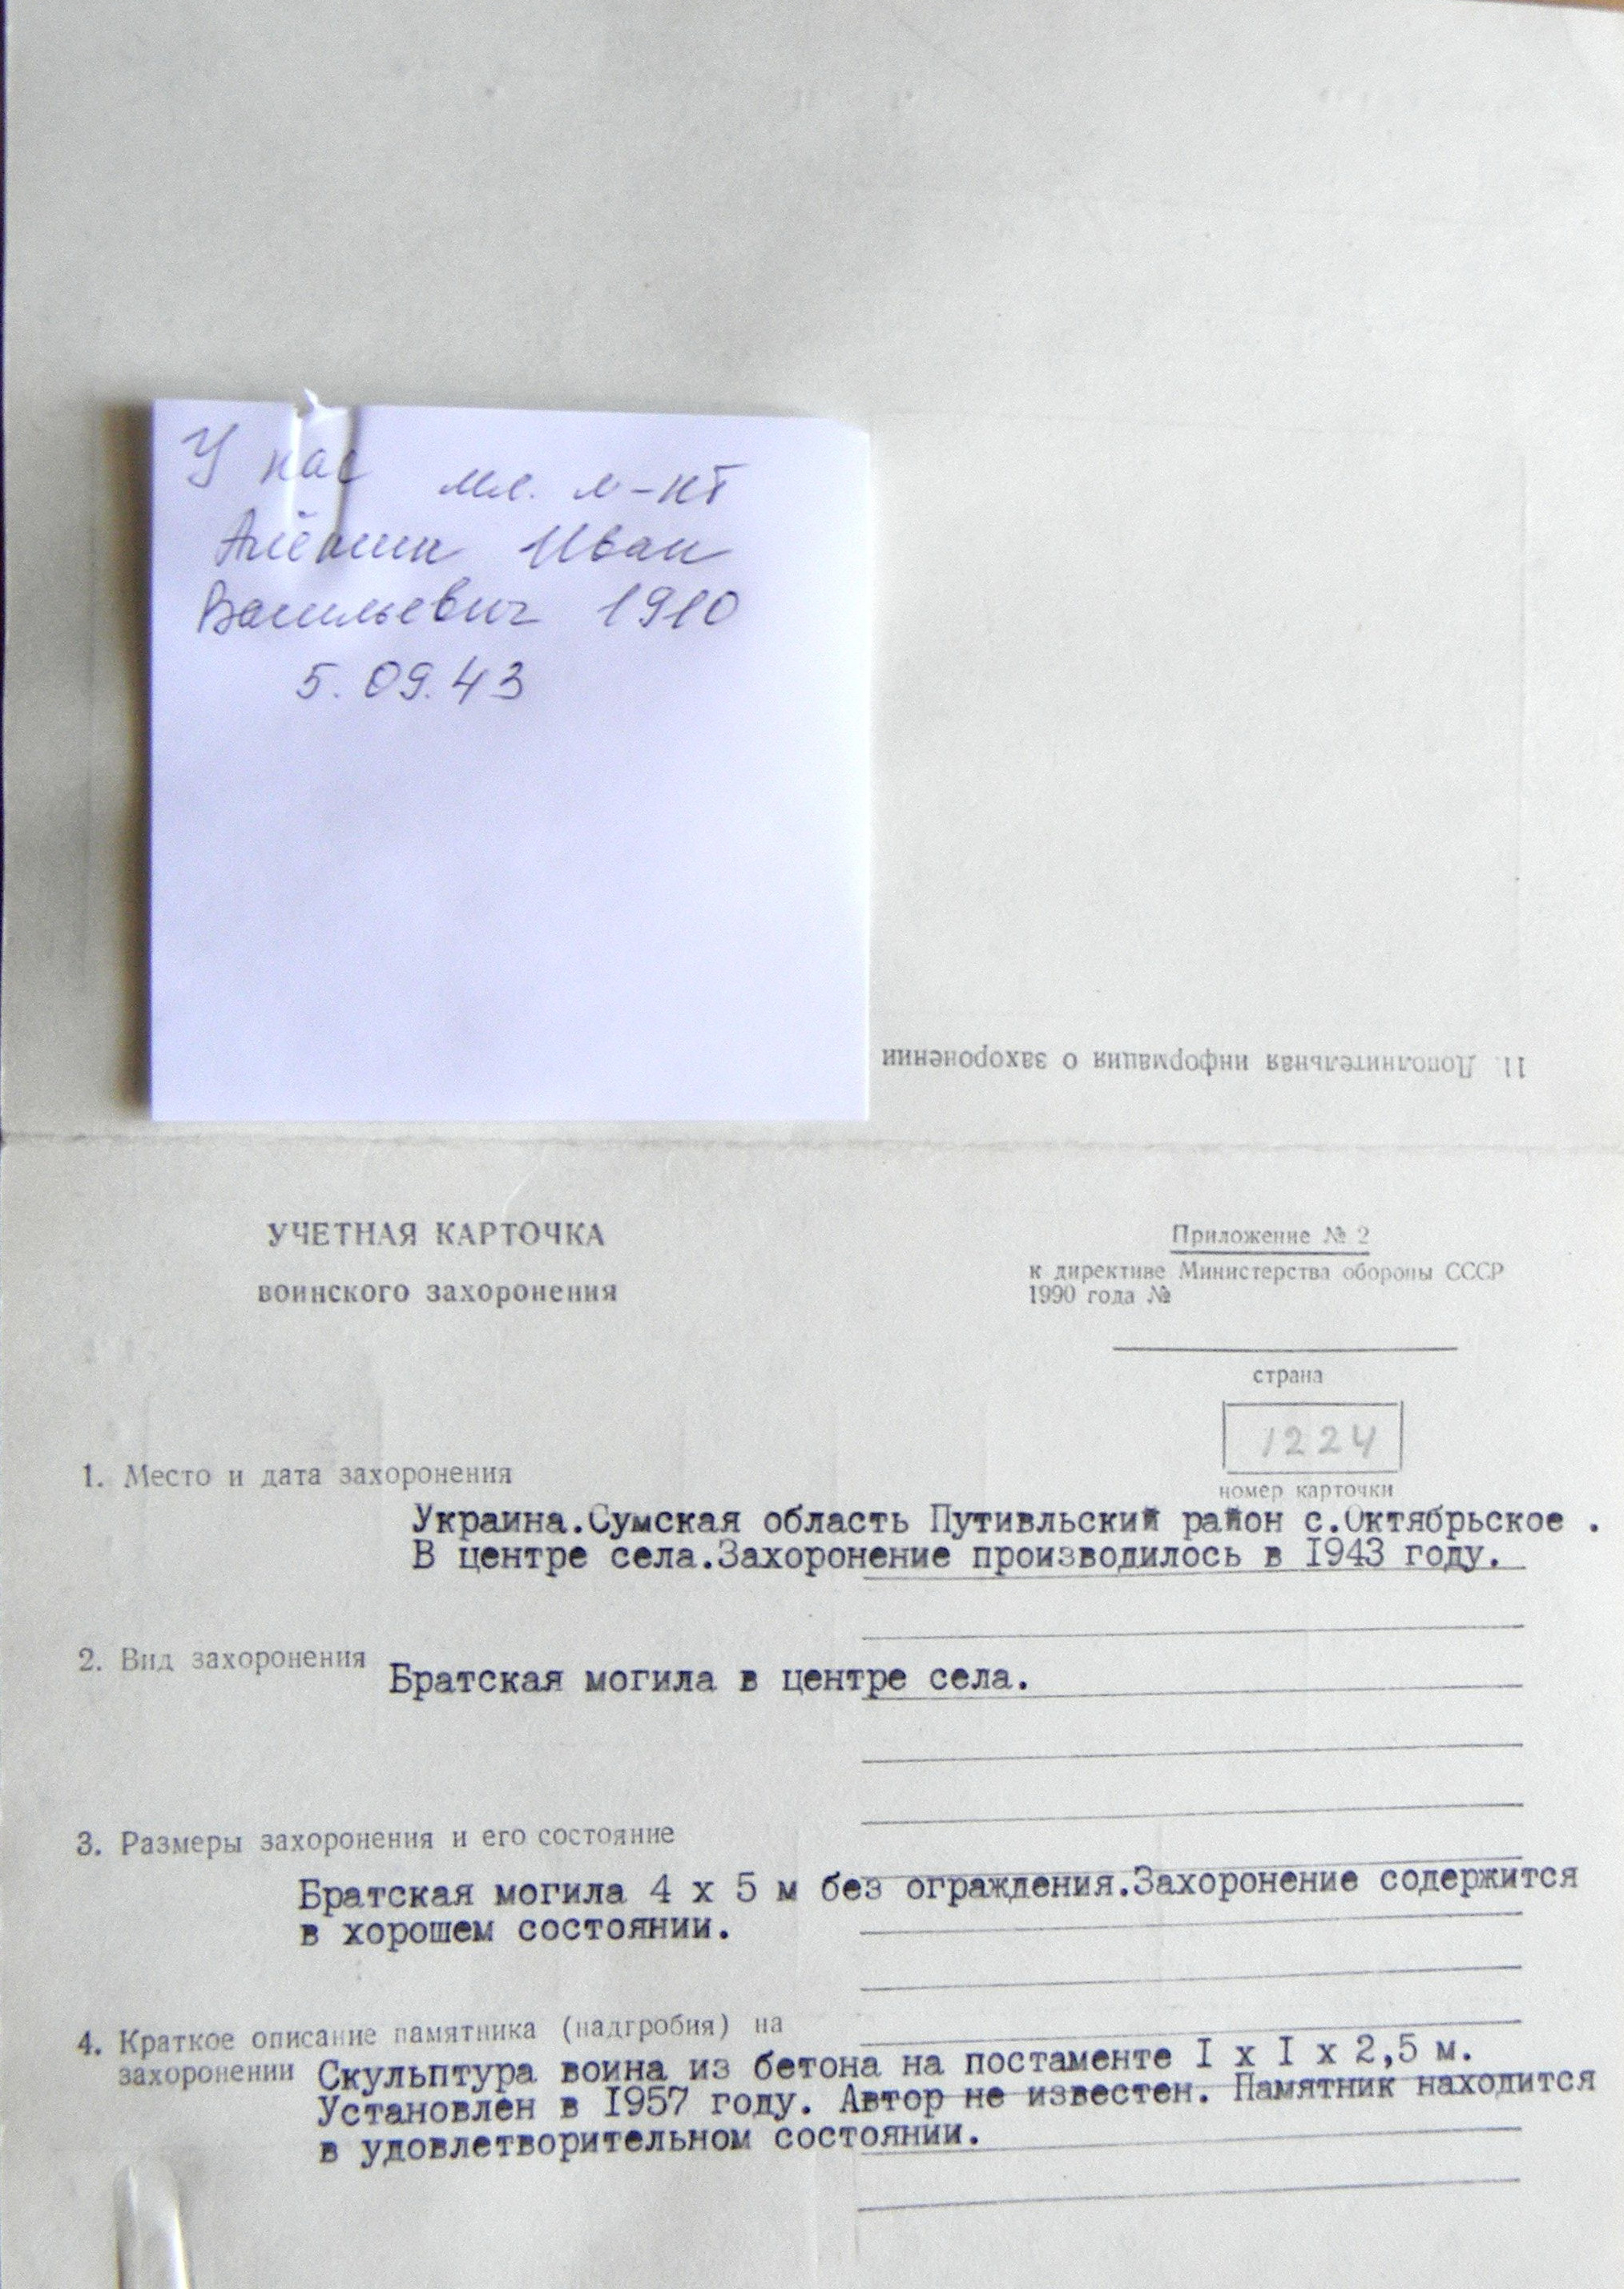 У нас мл. л-нт
Алёшин Иван
Васильевич 1910
5.09.43
11. Дополнительная информация о захоронении
УЧЕТНАЯ КАРТОЧКА
воинского захоронения
Приложение № 2
к директиве Министерства обороны СССР
1990 года №
страна
1224
номер карточки
1. Место и дата захоронения
Украина.Сумская область Путивльский район с.Октябрьское .
В центре села.Захоронение производилось в I943 году.
2. Вид захоронения
Братская могила в центре села.
3. Размеры захоронения и его состояние
Братская могила 4 х 5 м без ограждения.Захоронение содержится
в хорошем состоянии.
4. Краткое описание памятника (надгробия) на
захоронении Скульптура воина из бетона на постаменте I х I х 2,5 м.
Установлен в I957 году. Автор не известен. Памятник находится
в удовлетворительном состоянии.